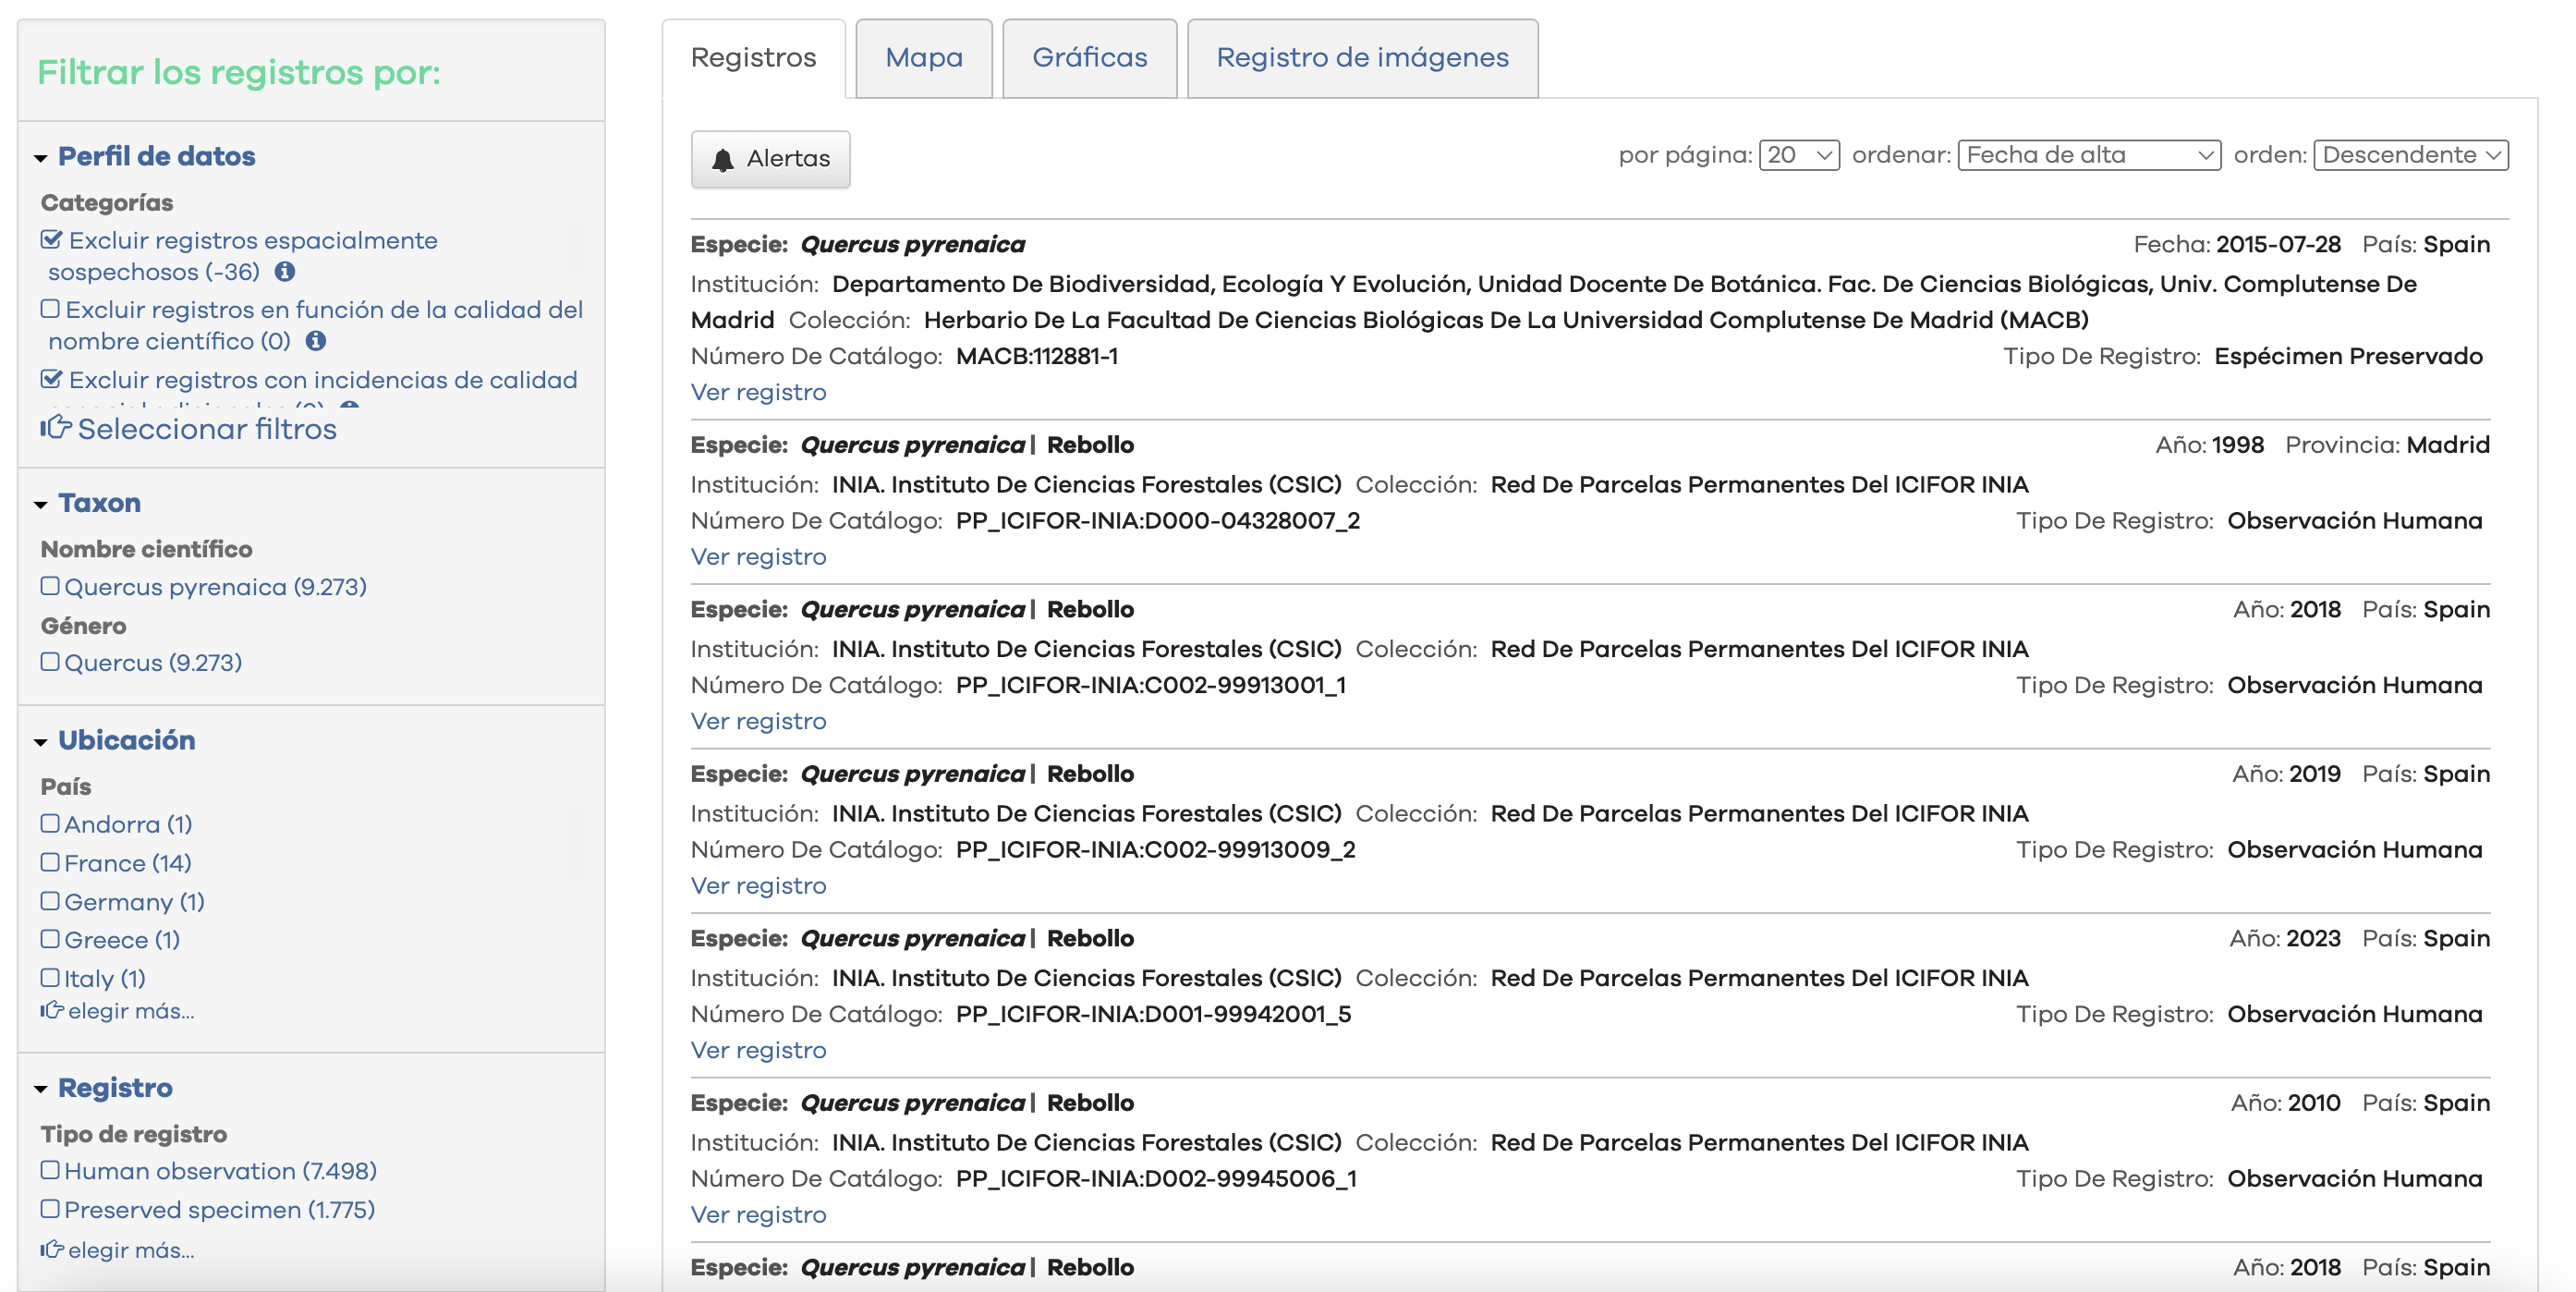 Filtrar los registros por:
Perfil de datos
Categorías
Excluir registros espacialmente
sospechosos (-36)
Excluir registros en función de la calidad del
nombre científico (0)
Excluir registros con incidencias de calidad
Seleccionar filtros
Taxon
Nombre científico
Quercus pyrenaica (9.273)
Género
Quercus (9.273)
Ubicación
País
Andorra (1)
France (14)
Germany (1)
Greece (1)
Italy (1)
elegir más...
Registro
Tipo de registro
Human observation (7.498)
Preserved specimen (1.775)
elegir más...
Registros Mapa Gráficas Registro de imágenes
Alertas por página: 20 ordenar: Fecha de alta orden: Descendente
Especie: Quercus pyrenaica Fecha: 2015-07-28 País: Spain
Institución: Departamento De Biodiversidad, Ecología Y Evolución, Unidad Docente De Botánica. Fac. De Ciencias Biológicas, Univ. Complutense De
Madrid Colección: Herbario De La Facultad De Ciencias Biológicas De La Universidad Complutense De Madrid (MACB)
Número De Catálogo: MACB:112881-1 Tipo De Registro: Espécimen Preservado
Ver registro
Especie: Quercus pyrenaica | Rebollo Año: 1998 Provincia: Madrid
Institución: INIA. Instituto De Ciencias Forestales (CSIC) Colección: Red De Parcelas Permanentes Del ICIFOR INIA
Número De Catálogo: PP_ICIFOR-INIA:D000-04328007_2 Tipo De Registro: Observación Humana
Ver registro
Especie: Quercus pyrenaica | Rebollo Año: 2018 País: Spain
Institución: INIA. Instituto De Ciencias Forestales (CSIC) Colección: Red De Parcelas Permanentes Del ICIFOR INIA
Número De Catálogo: PP_ICIFOR-INIA:C002-99913001_1 Tipo De Registro: Observación Humana
Ver registro
Especie: Quercus pyrenaica | Rebollo Año: 2019 País: Spain
Institución: INIA. Instituto De Ciencias Forestales (CSIC) Colección: Red De Parcelas Permanentes Del ICIFOR INIA
Número De Catálogo: PP_ICIFOR-INIA:C002-99913009_2 Tipo De Registro: Observación Humana
Ver registro
Especie: Quercus pyrenaica | Rebollo Año: 2023 País: Spain
Institución: INIA. Instituto De Ciencias Forestales (CSIC) Colección: Red De Parcelas Permanentes Del ICIFOR INIA
Número De Catálogo: PP_ICIFOR-INIA:D001-99942001_5 Tipo De Registro: Observación Humana
Ver registro
Especie: Quercus pyrenaica | Rebollo Año: 2010 País: Spain
Institución: INIA. Instituto De Ciencias Forestales (CSIC) Colección: Red De Parcelas Permanentes Del ICIFOR INIA
Número De Catálogo: PP_ICIFOR-INIA:D002-99945006_1 Tipo De Registro: Observación Humana
Ver registro
Especie: Quercus pyrenaica | Rebollo Año: 2018 País: Spain